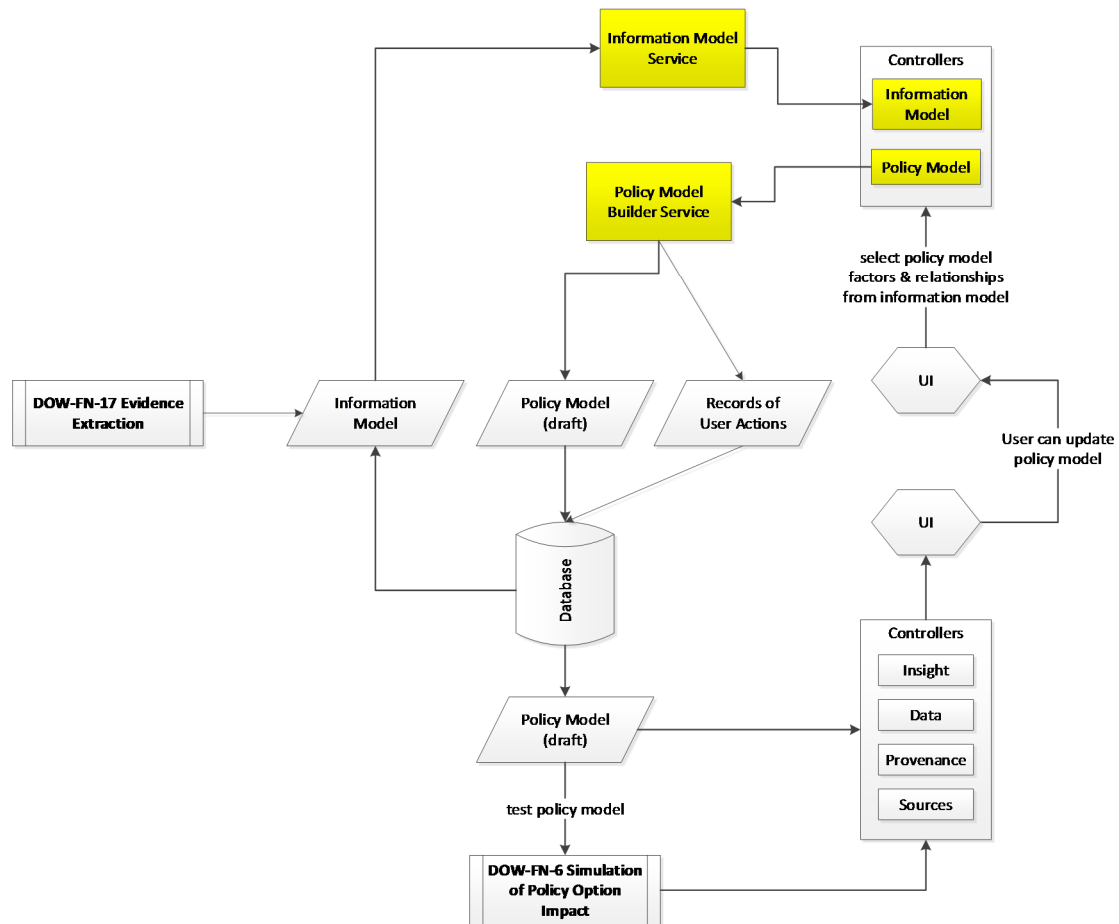 Information Model
Service
Controllers
Information
Model
Policy Model
Policy Model
Builder Service
select policy model
factors & relationships
from information model
DOW-FN-17 Evidence
Extraction
Information
Model
Policy Model
(draft)
Records of
User Actions
UI
User can update
policy model
UI
Database
Controllers
Insight
Data
Provenance
Sources
Policy Model
(draft)
test policy model
DOW-FN-6 Simulation
of Policy Option
Impact